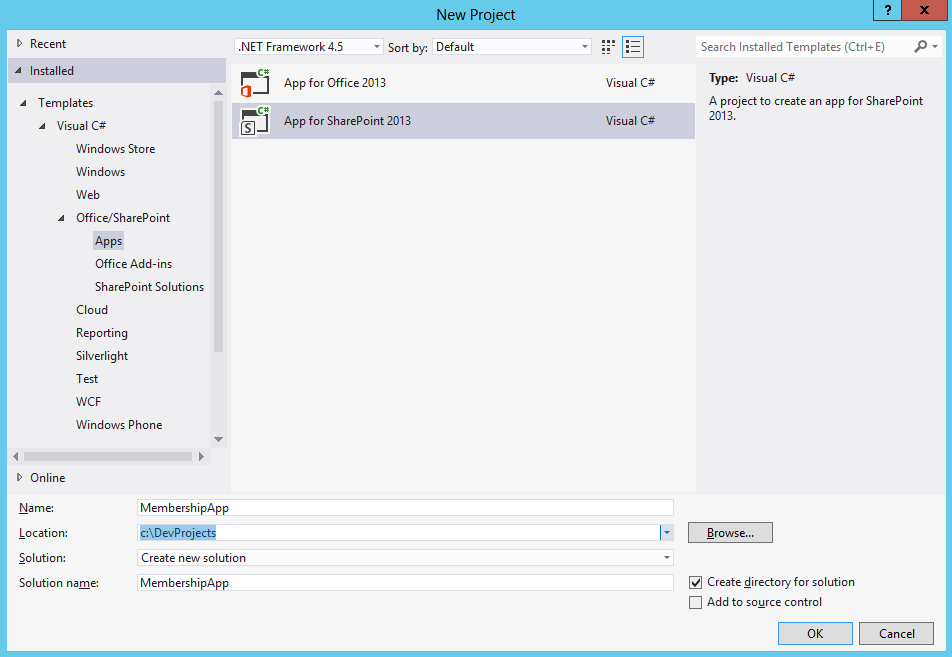 New Project
?
x
Recent
Installed
Templates
Visual C#
Windows Store
Windows
Web
Office/SharePoint
Apps
Office Add-ins
SharePoint Solutions
Cloud
Reporting
Silverlight
Test
WCF
Windows Phone
Online
.NET Framework 4.5
Sort by: Default
C#
App for Office 2013 Visual C#
C#
S
App for SharePoint 2013 Visual C#
Search Installed Templates (Ctrl+E)
Type: Visual C#
A project to create an app for SharePoint
2013.
Name: MembershipApp
Location: c:\DevProjects
Browse...
Solution: Create new solution
Solution name: MembershipApp
Create directory for solution
Add to source control
OK
Cancel